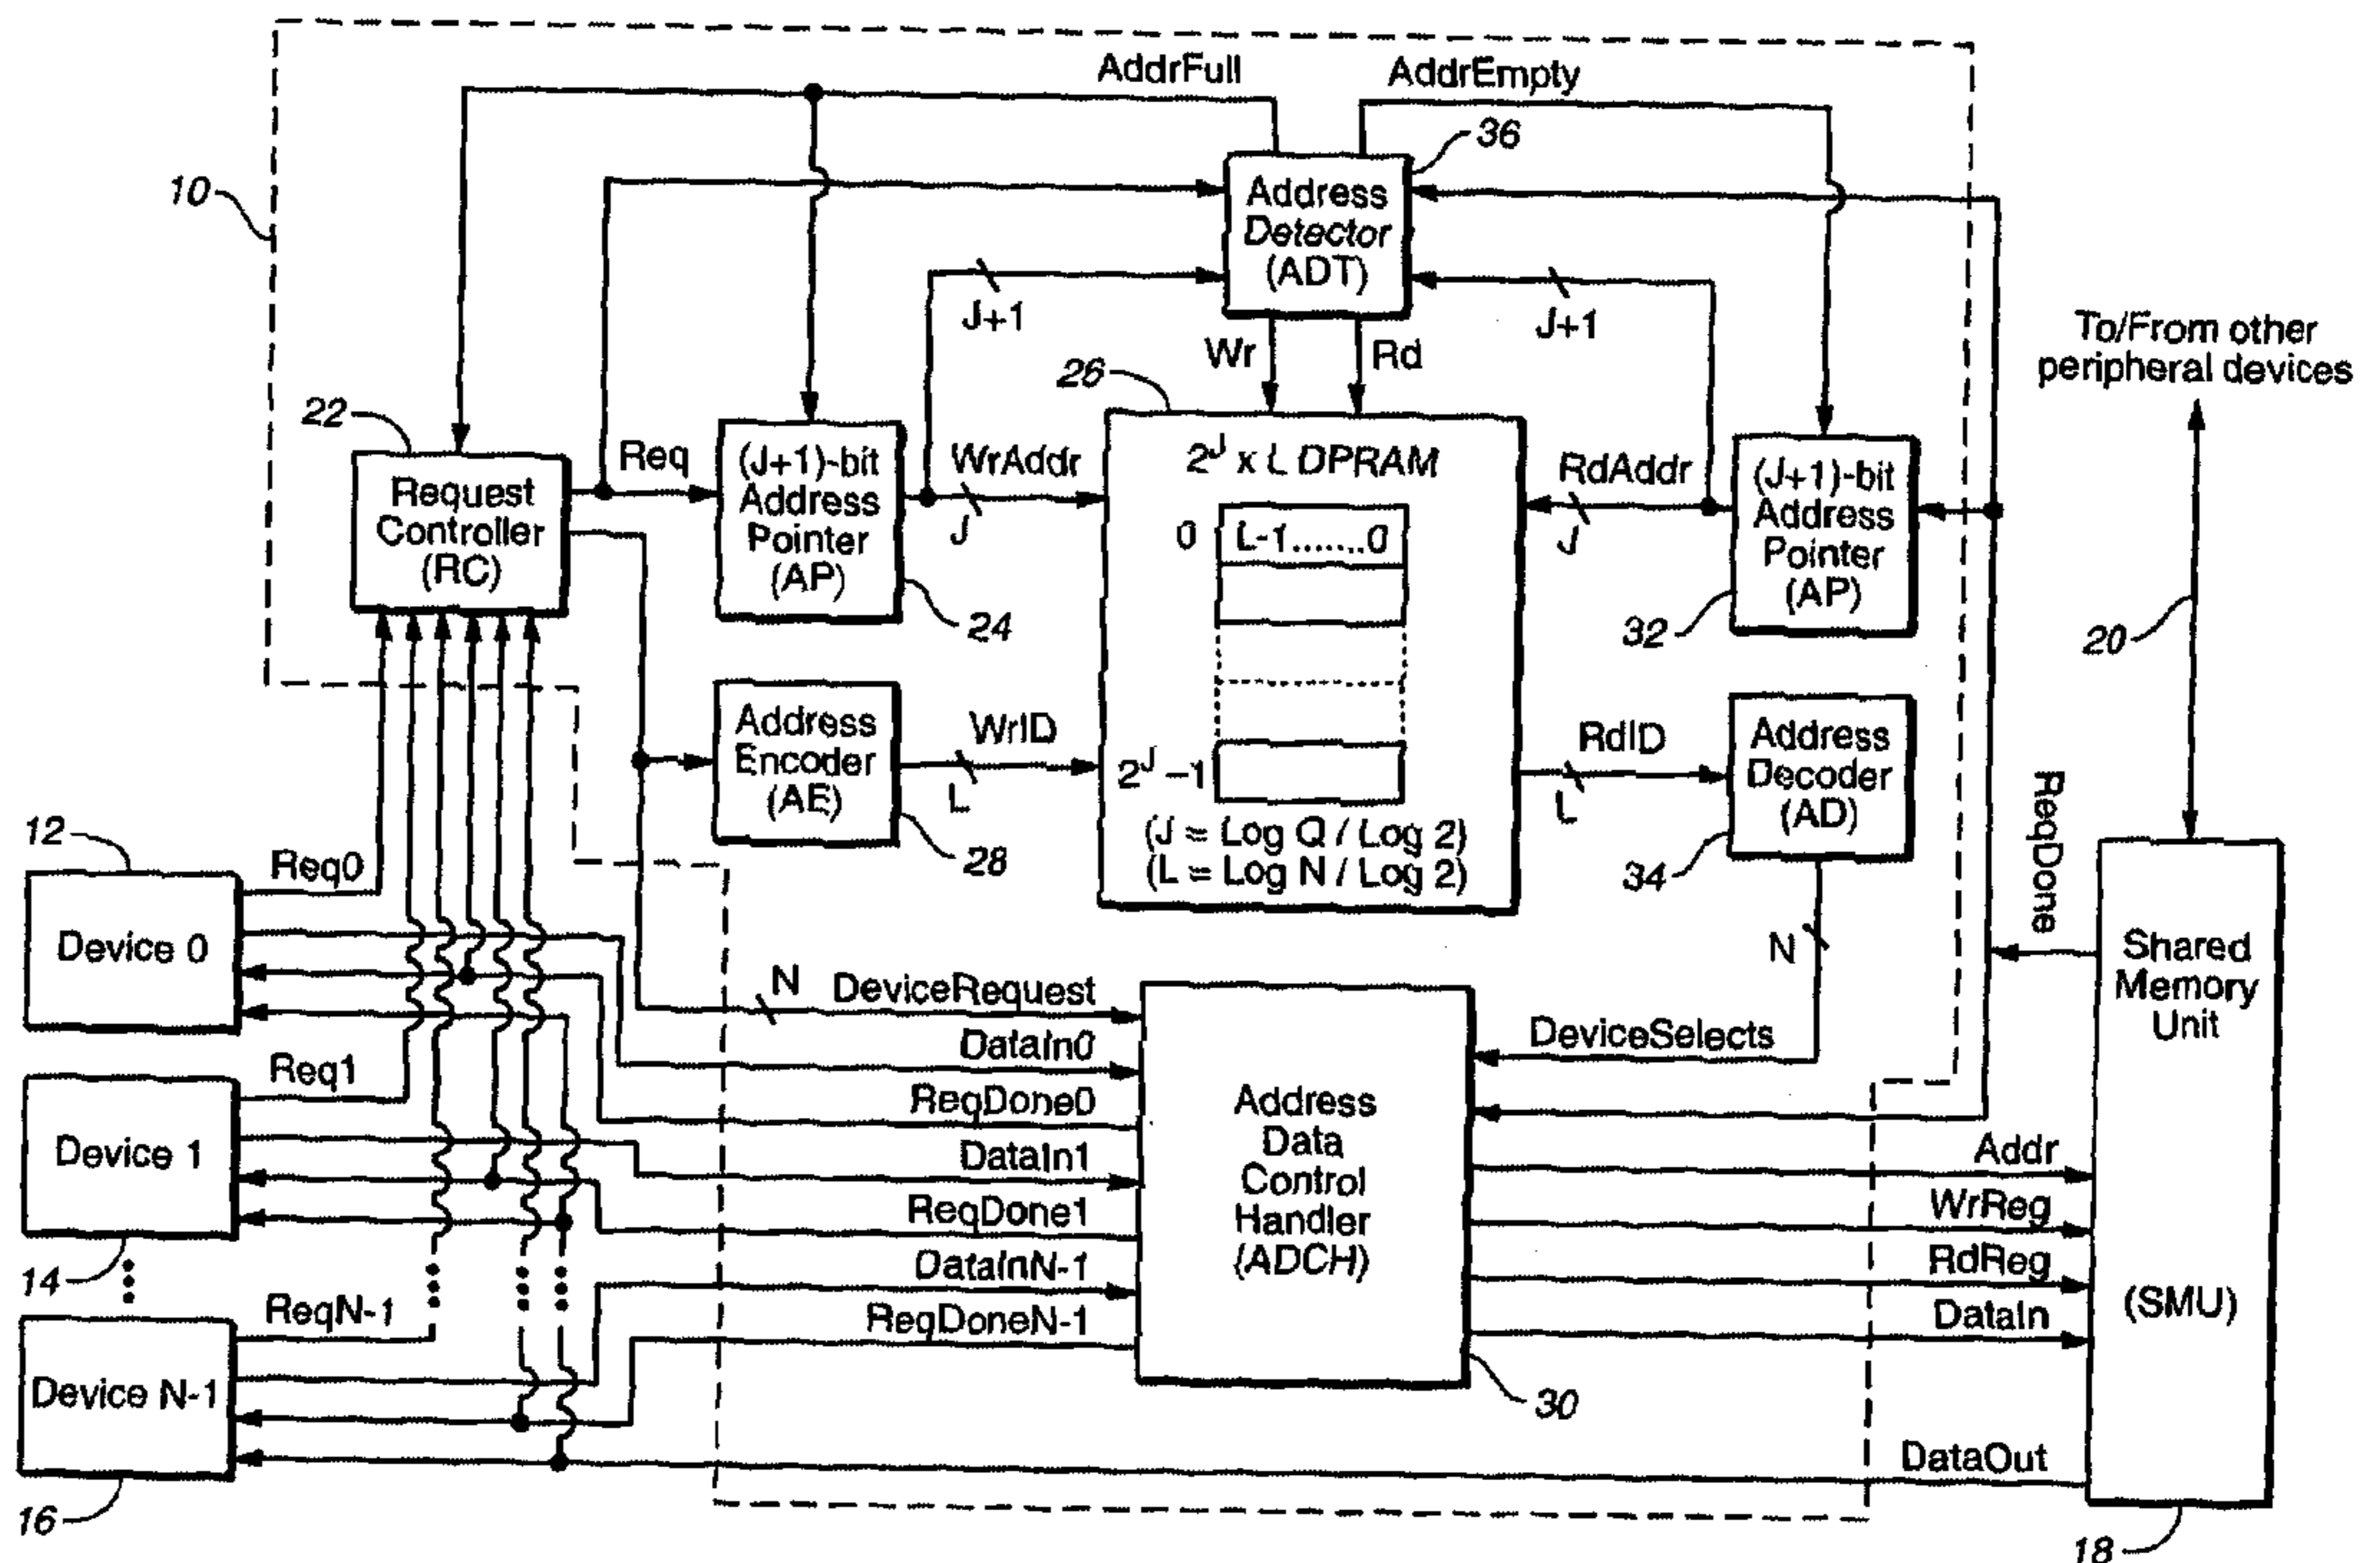 AddrFull
AddrEmpty
36
10
Address
Detector
(ADT)
J+1
J+1
Wr
Rd
To/From other
peripheral devices
26
22
Req
(J+1)-bit
Address
Pointer
(AP)
WrAddr
J
2^J x L DPRAM
RdAddr
J
(J+1)-bit
Address
Pointer
(AP)
Request
Controller
(RC)
0
L-1.......0
24
32
20
Address
Encoder
(AE)
WrID
L
2^J -1
RdID
L
Address
Decoder
(AD)
ReqDone
12
28
(J = Log Q / Log 2)
(L = Log N / Log 2)
34
Req0
Device 0
N
Shared
Memory
Unit
(SMU)
N
DeviceRequest
DeviceSelects
DataIn0
Req1
ReqDone0
Device 1
DataIn1
ReqDone1
Address
Data
Control
Handler
(ADCH)
Addr
WrReg
RdReg
DataIn
14
DataInN-1
ReqN-1
ReqDoneN-1
Device N-1
30
DataOut
16
18